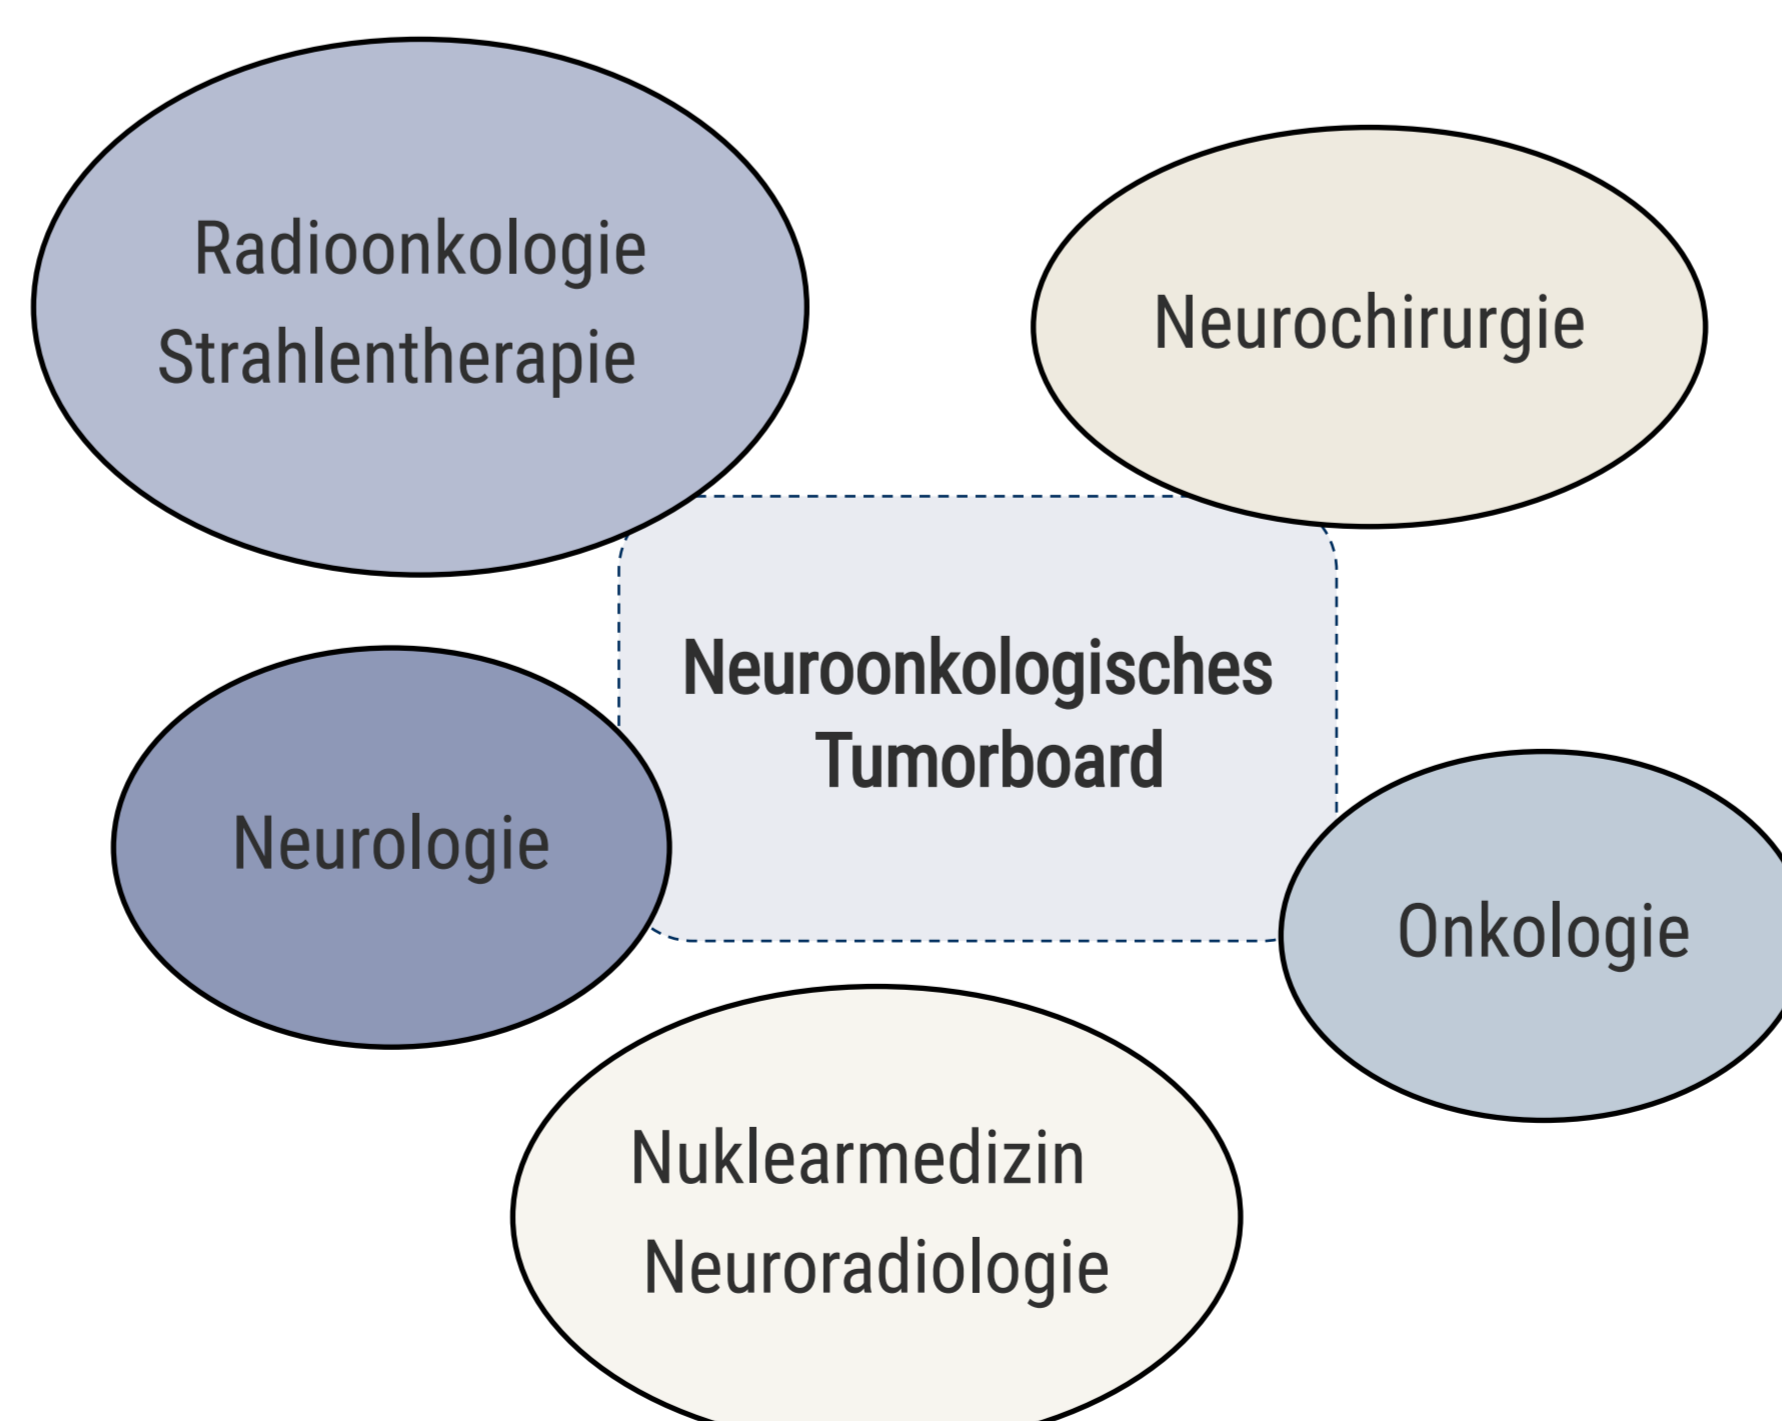 Radioonkologie
Strahlentherapie
Neurochirurgie
Neuroonkologisches
Tumorboard
Neurologie
Onkologie
Nuklearmedizin
Neuroradiologie